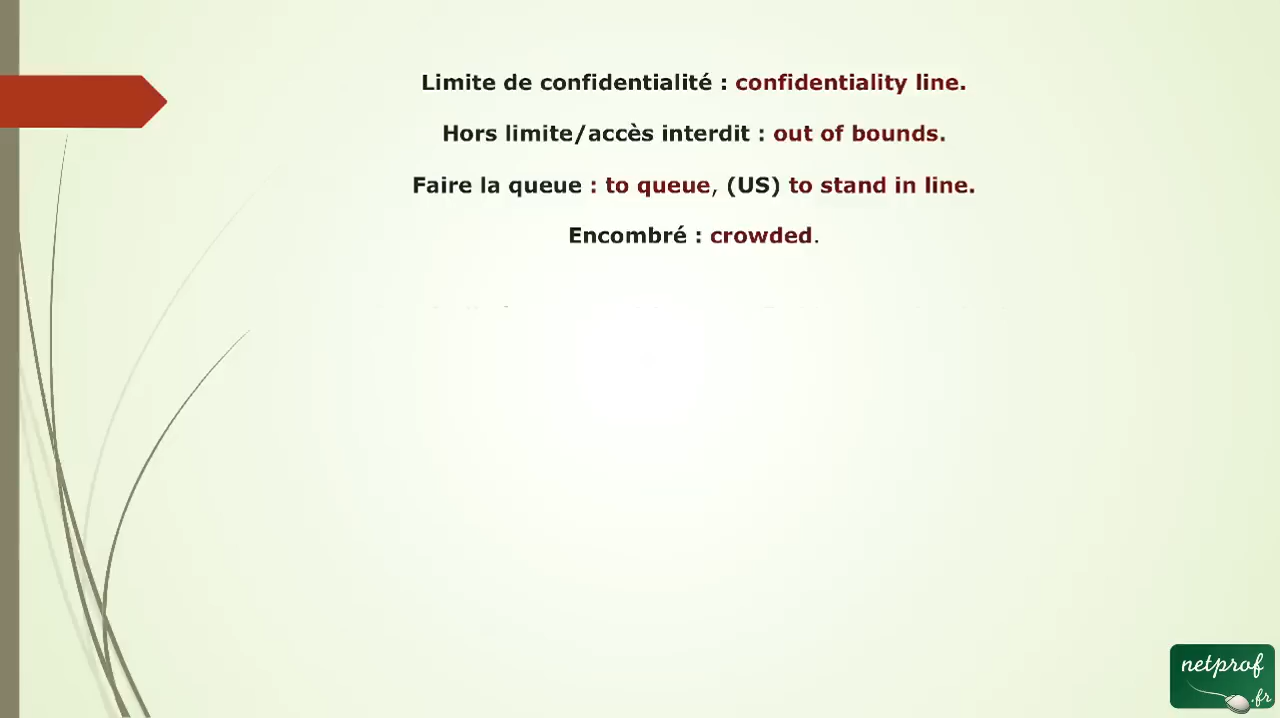 Limite de confidentialité : confidentiality line.
Hors limite/accès interdit : out of bounds.
Faire la queue : to queue, (US) to stand in line.
Encombré : crowded.
netprof
.fr